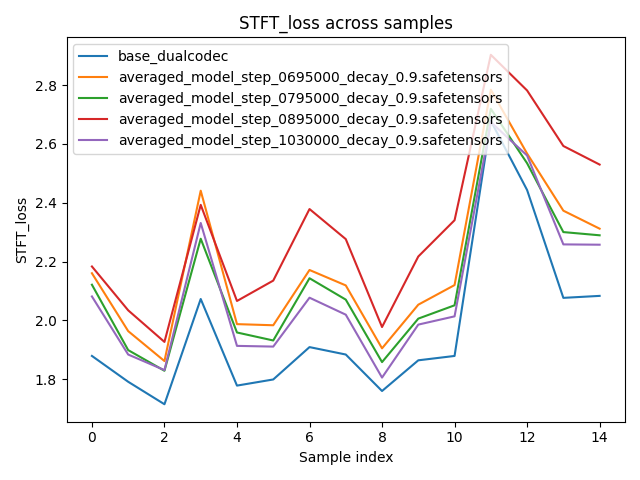 STFT_loss across samples
base_dualcodec
averaged_model_step_0695000_decay_0.9.safetensors
averaged_model_step_0795000_decay_0.9.safetensors
averaged_model_step_0895000_decay_0.9.safetensors
averaged_model_step_1030000_decay_0.9.safetensors
STFT_loss
2.8
2.6
2.4
2.2
2.0
1.8
0 2 4 6 8 10 12 14
Sample index